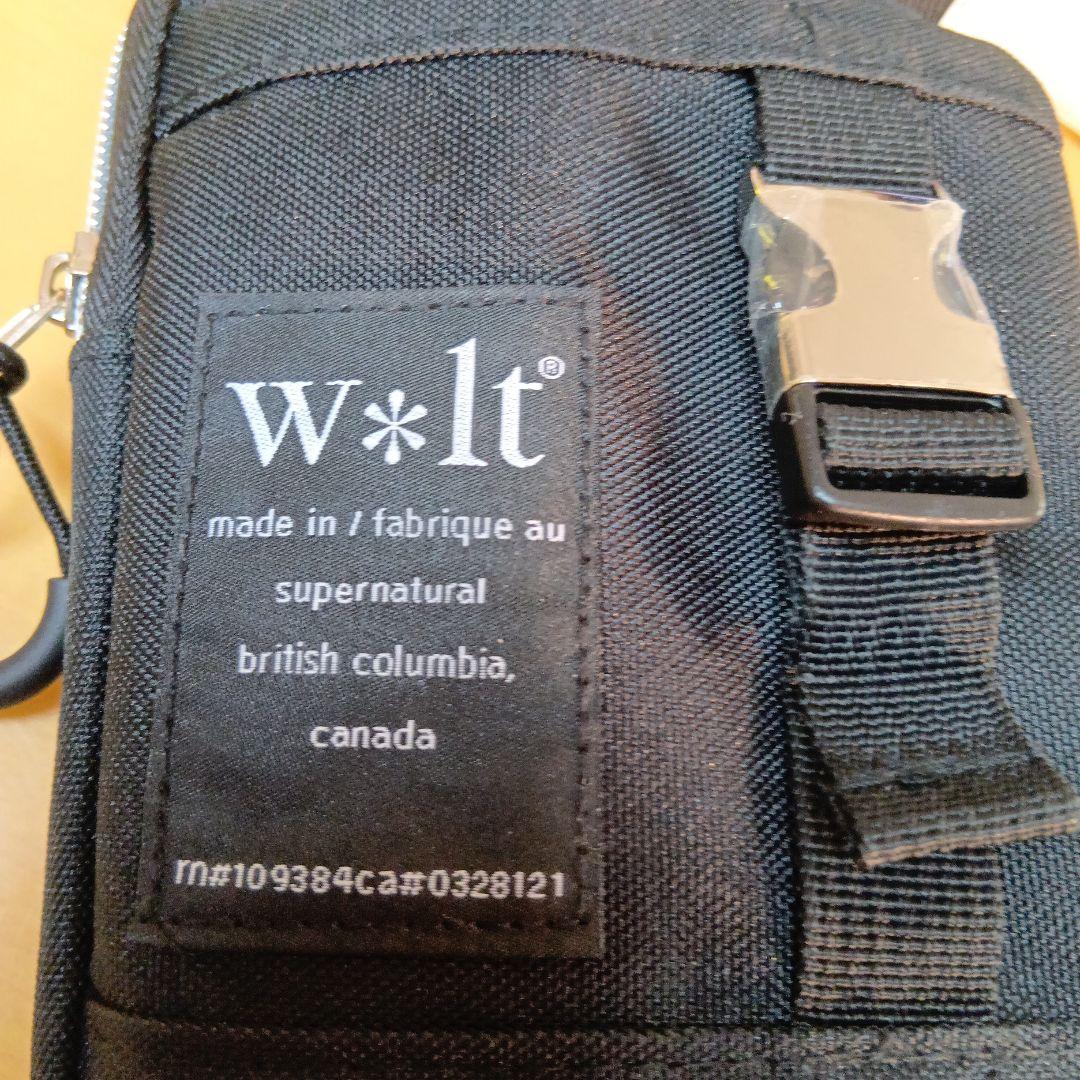 w*lt®
made in / fabrique au
supernatural
british columbia,
canada
rn#109384ca#0328121